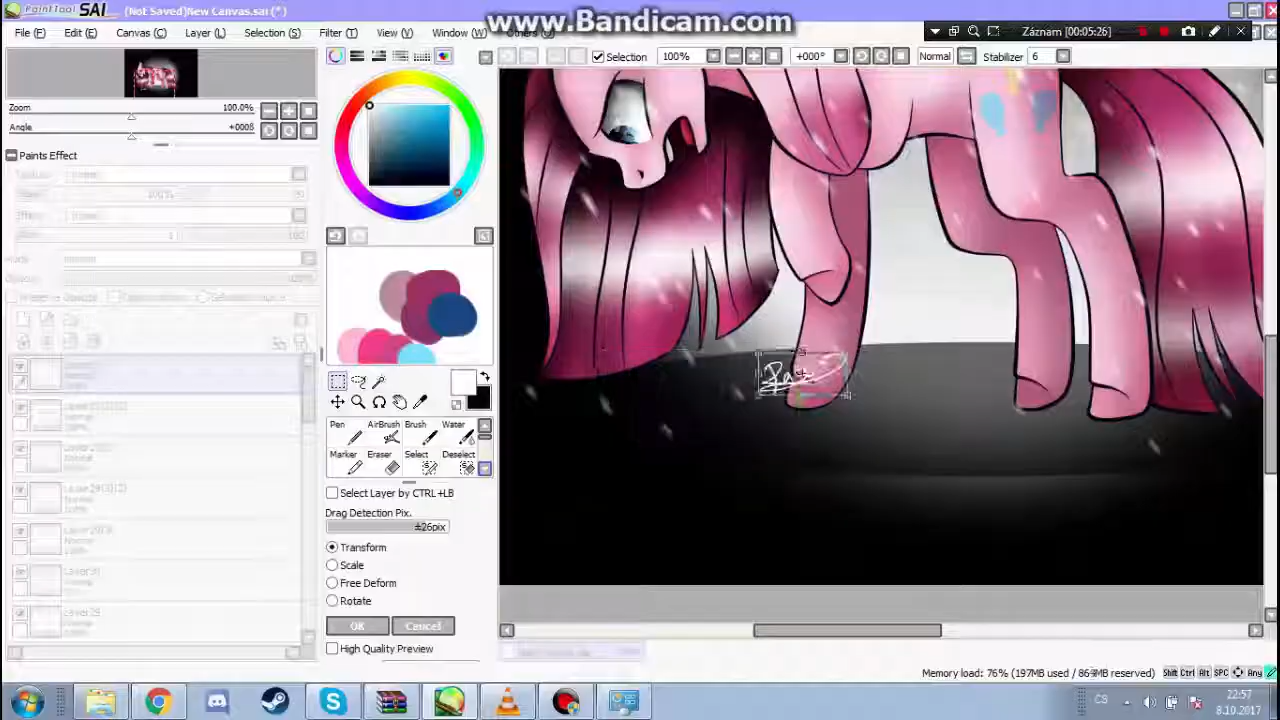 PaintTool SAI (Not Saved)New Canvas.sai (*)
www.Bandicam.com
File (F) Edit (E) Canvas (C) Layer (L) Selection (S) Filter (T) View (V) Window (W) Others (O)
Záznam [00:05:26]
Selection 100% +000° Normal Stabilizer 6
Zoom 100.0%
Angle +000°
Paints Effect
Pen AirBrush Brush Water
Marker Eraser Select Deselect
Select Layer by CTRL+LB
Drag Detection Pix.
±26pix
Transform
Scale
Free Deform
Rotate
OK Cancel
High Quality Preview
Memory load: 76% (197MB used / 869MB reserved) Shift Ctrl Alt SPC Any
CS
22:57
8.10.2017